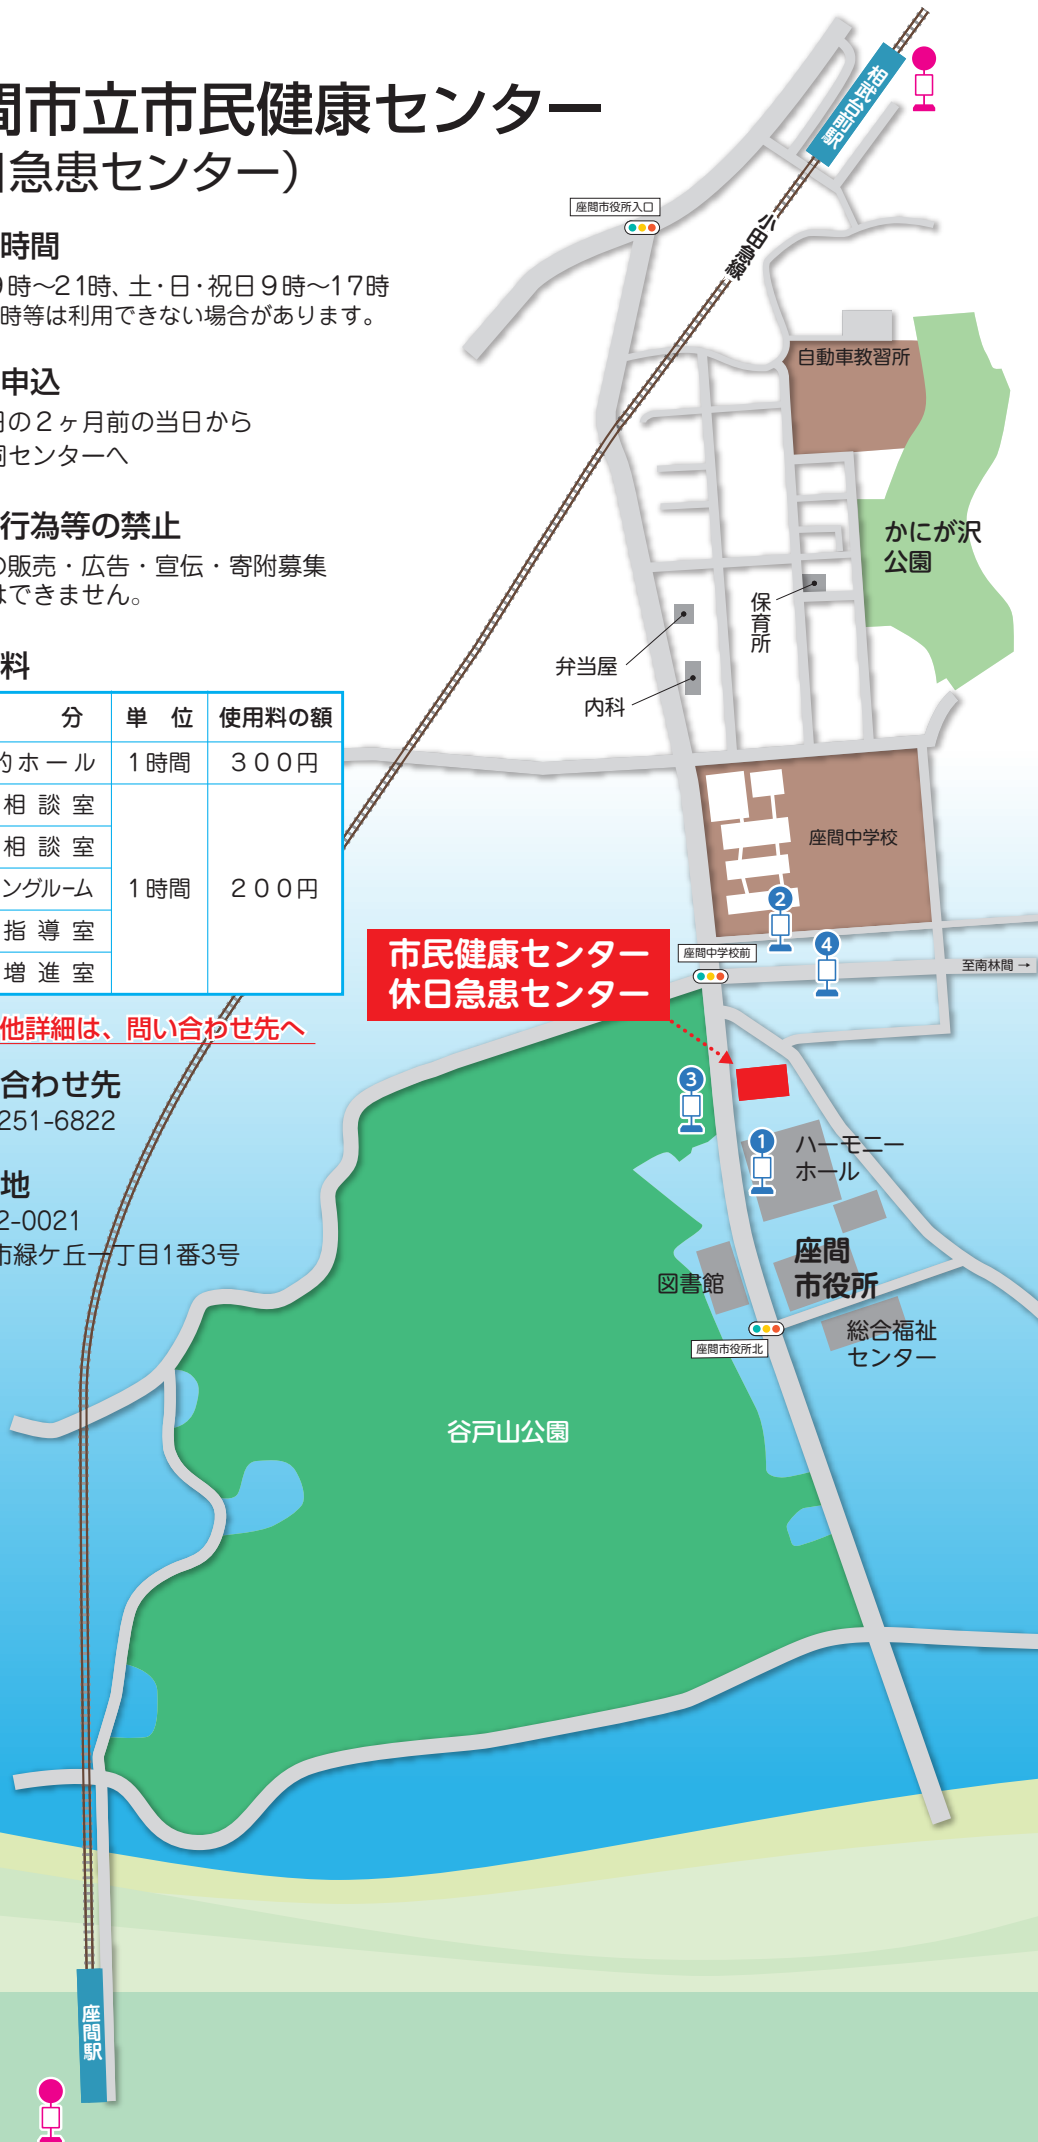 間市立市民健康センター
日急患センター）
時間
9時～21時、土・日・祝日９時～17時
時等は利用できない場合があります。
申込
日の２ヶ月前の当日から
同センターへ
行為等の禁止
の販売・広告・宣伝・寄附募集
はできません。
料
分 単 位 使用料の額
的ホール 1時間 ３００円
相談室
相談室
ングルーム 1時間 ２００円
指導室
増進室
他詳細は、問い合わせ先へ
合わせ先
251-6822
地
2-0021
市緑ケ丘一丁目1番3号
相武台前駅
座間市役所入口
小田急線
自動車教習所
かにが沢
公園
保育所
弁当屋
内科
座間中学校
2
4
市民健康センター
休日急患センター
座間中学校前
至南林間→
3
1
ハーモニー
ホール
座間
市役所
図書館
総合福祉
センター
座間市役所北
谷戸山公園
座間駅